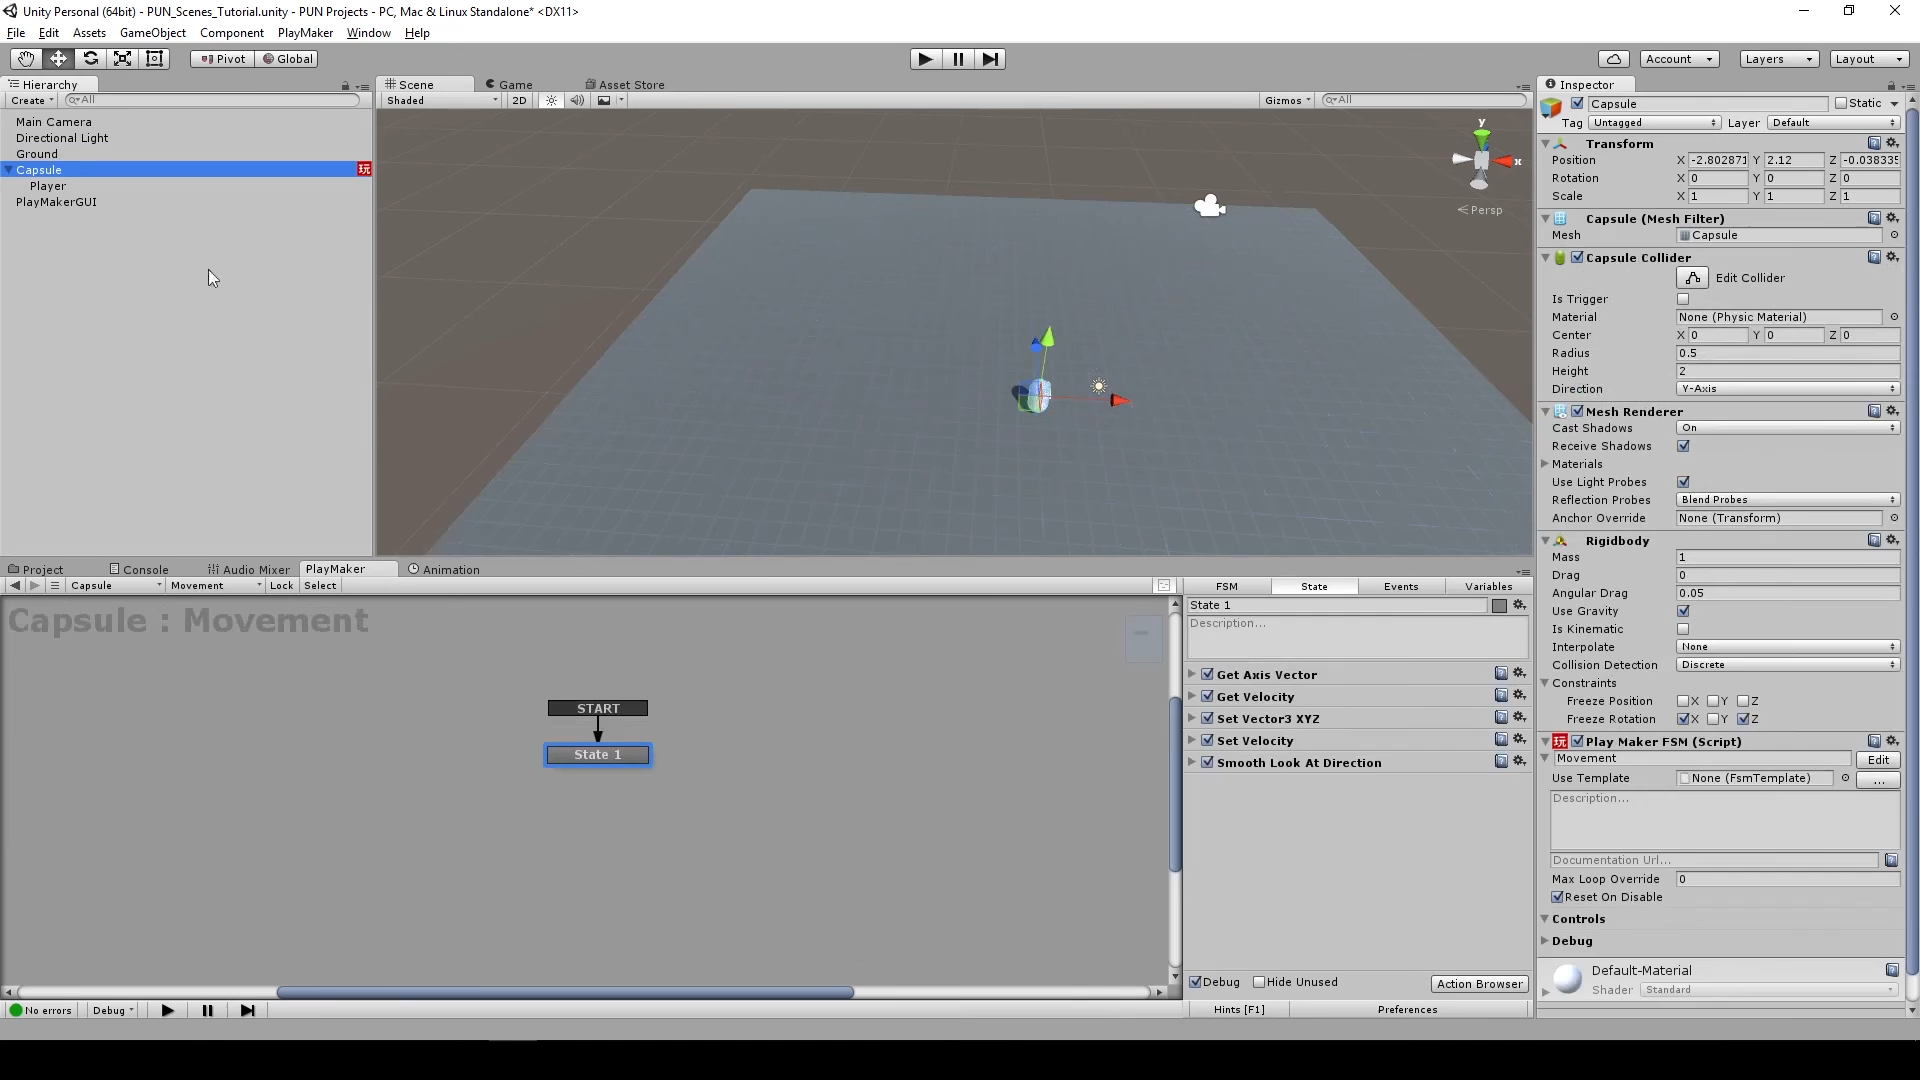 Unity Personal (64bit) - PUN_Scenes_Tutorial.unity - PUN Projects - PC, Mac & Linux Standalone* <DX11>
File Edit Assets GameObject Component PlayMaker Window Help
Pivot Global Account Layers Layout
Hierarchy
Create All
Main Camera
Directional Light
Ground
Capsule 玩
Player
PlayMakerGUI
Scene Game Asset Store
Shaded 2D Gizmos All
y
x
Persp
Inspector
Capsule Static
Tag Untagged Layer Default
Transform
Position X -2.802871 Y 2.12 Z -0.038335
Rotation X 0 Y 0 Z 0
Scale X 1 Y 1 Z 1
Capsule (Mesh Filter)
Mesh Capsule
Capsule Collider
Edit Collider
Is Trigger
Material None (Physic Material)
Center X 0 Y 0 Z 0
Radius 0.5
Height 2
Direction Y-Axis
Mesh Renderer
Cast Shadows On
Receive Shadows
Materials
Use Light Probes
Reflection Probes Blend Probes
Anchor Override None (Transform)
Rigidbody
Mass 1
Drag 0
Angular Drag 0.05
Use Gravity
Is Kinematic
Interpolate None
Collision Detection Discrete
Constraints
Freeze Position X Y Z
Freeze Rotation X Y Z
玩 Play Maker FSM (Script)
Movement Edit
Use Template None (FsmTemplate) ...
Description...
Documentation Url...
Max Loop Override 0
Reset On Disable
Controls
Debug
Default-Material
Shader Standard
Project Console Audio Mixer PlayMaker Animation
Capsule Movement Lock Select
Capsule : Movement
START
State 1
FSM State Events Variables
State 1
Description...
Get Axis Vector
Get Velocity
Set Vector3 XYZ
Set Velocity
Smooth Look At Direction
Debug Hide Unused Action Browser
No errors Debug
Hints [F1] Preferences